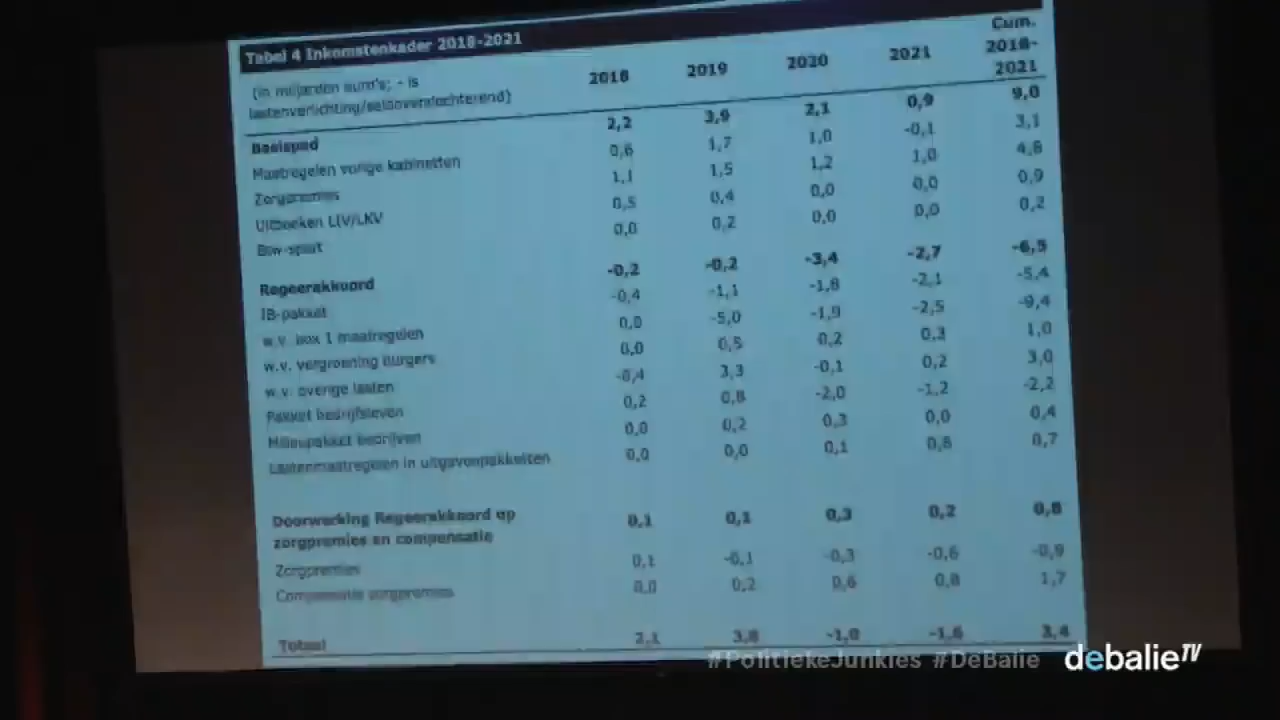 Tabel 4 Inkomstenkader 2018-2021
(in miljarden euro's; - is lastenverlichting/saldoverslechterend) 2018 2019 2020 2021 Cum. 2018-2021
Basispad 2,2 3,9 2,1 0,9 9,0
Maatregelen vorige kabinetten 0,6 1,7 1,0 -0,1 3,1
Zorgpremies 1,1 1,5 1,2 1,0 4,8
Uitboeken LIV/LKV 0,5 0,4 0,0 0,0 0,9
0,0 0,2 0,0 0,0 0,2
Regeerakkoord -0,2 -0,2 -3,4 -2,7 -6,5
IB-pakket -0,4 -1,1 -1,8 -2,1 -5,4
w.v. box 1 maatregelen 0,0 -5,0 -1,9 -2,5 -9,4
w.v. vergroening burgers 0,0 0,5 0,2 0,3 1,0
w.v. overige lasten -0,4 3,3 -0,1 0,2 3,0
Pakket bedrijfsleven 0,2 0,8 -2,0 -1,2 -2,2
Milieupakket bedrijven 0,0 0,2 0,3 0,0 0,4
Lastenmaatregelen in uitgavenpakketten 0,0 0,0 0,1 0,6 0,7
Doorwerking Regeerakkoord op
zorgpremies en compensatie 0,1 0,1 0,3 0,2 0,8
Zorgpremies 0,1 -0,1 -0,3 -0,6 -0,9
Compensatie zorgpremies 0,0 0,2 0,6 0,8 1,7
Totaal 2,1 3,8 -1,0 -1,6 3,4
#PolitiekeJunkies #DeBalie debalieTV